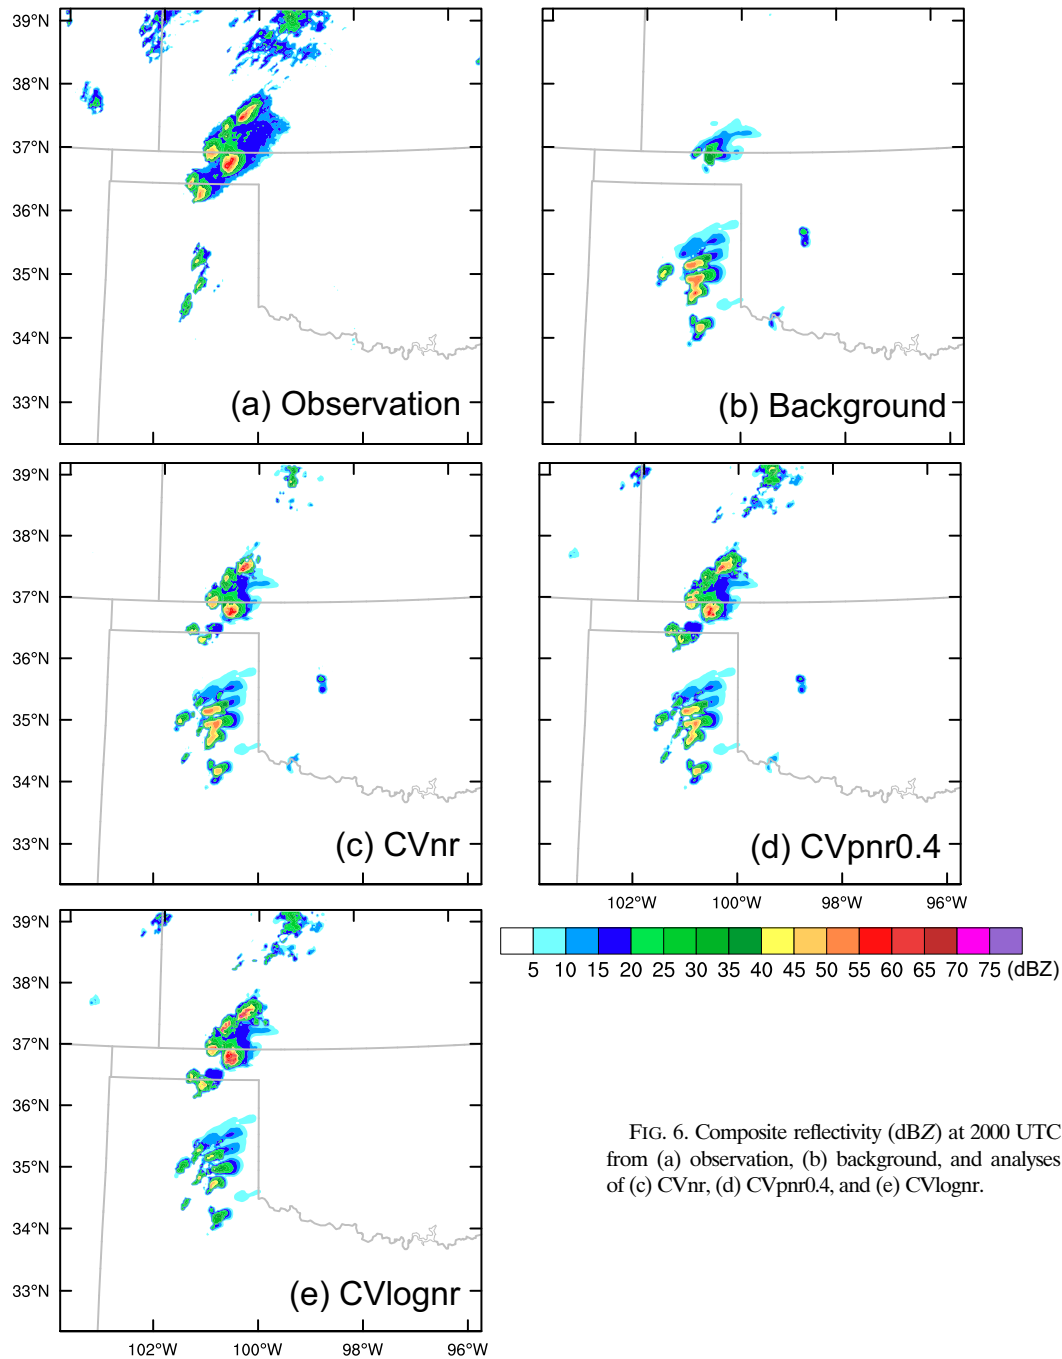 39°N
38°N
37°N
36°N
35°N
34°N
33°N
(a) Observation
(b) Background
39°N
38°N
37°N
36°N
35°N
34°N
33°N
(c) CVnr
(d) CVpnr0.4
102°W 100°W 98°W 96°W
39°N
38°N
37°N
36°N
35°N
34°N
33°N
(e) CVlognr
102°W 100°W 98°W 96°W
5 10 15 20 25 30 35 40 45 50 55 60 65 70 75 (dBZ)
FIG. 6. Composite reflectivity (dBZ) at 2000 UTC
from (a) observation, (b) background, and analyses
of (c) CVnr, (d) CVpnr0.4, and (e) CVlognr.